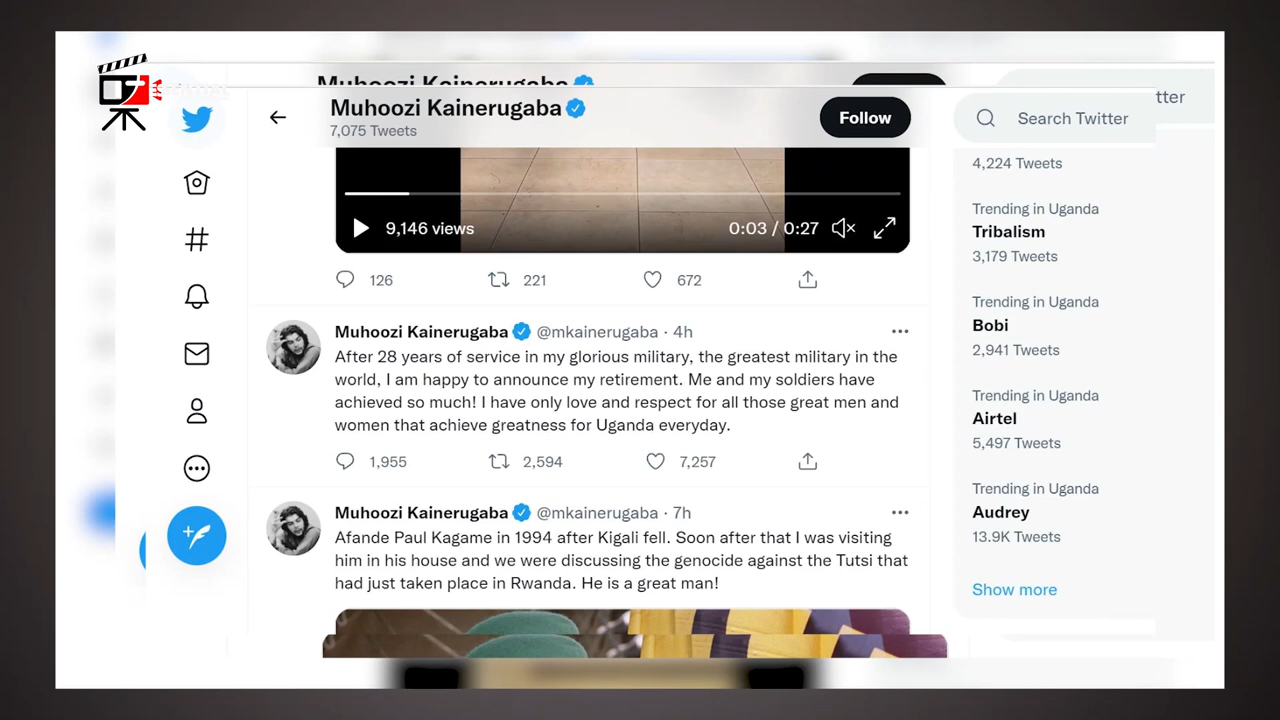 Muhoozi Kainerugaba
Muhoozi Kainerugaba
7,075 Tweets
Follow
Search Twitter
tter
9,146 views
0:03 / 0:27
126
221
672
Muhoozi Kainerugaba @mkainerugaba · 4h
After 28 years of service in my glorious military, the greatest military in the
world, I am happy to announce my retirement. Me and my soldiers have
achieved so much! I have only love and respect for all those great men and
women that achieve greatness for Uganda everyday.
1,955
2,594
7,257
Muhoozi Kainerugaba @mkainerugaba · 7h
Afande Paul Kagame in 1994 after Kigali fell. Soon after that I was visiting
him in his house and we were discussing the genocide against the Tutsi that
had just taken place in Rwanda. He is a great man!
4,224 Tweets
Trending in Uganda
Tribalism
3,179 Tweets
Trending in Uganda
Bobi
2,941 Tweets
Trending in Uganda
Airtel
5,497 Tweets
Trending in Uganda
Audrey
13.9K Tweets
Show more